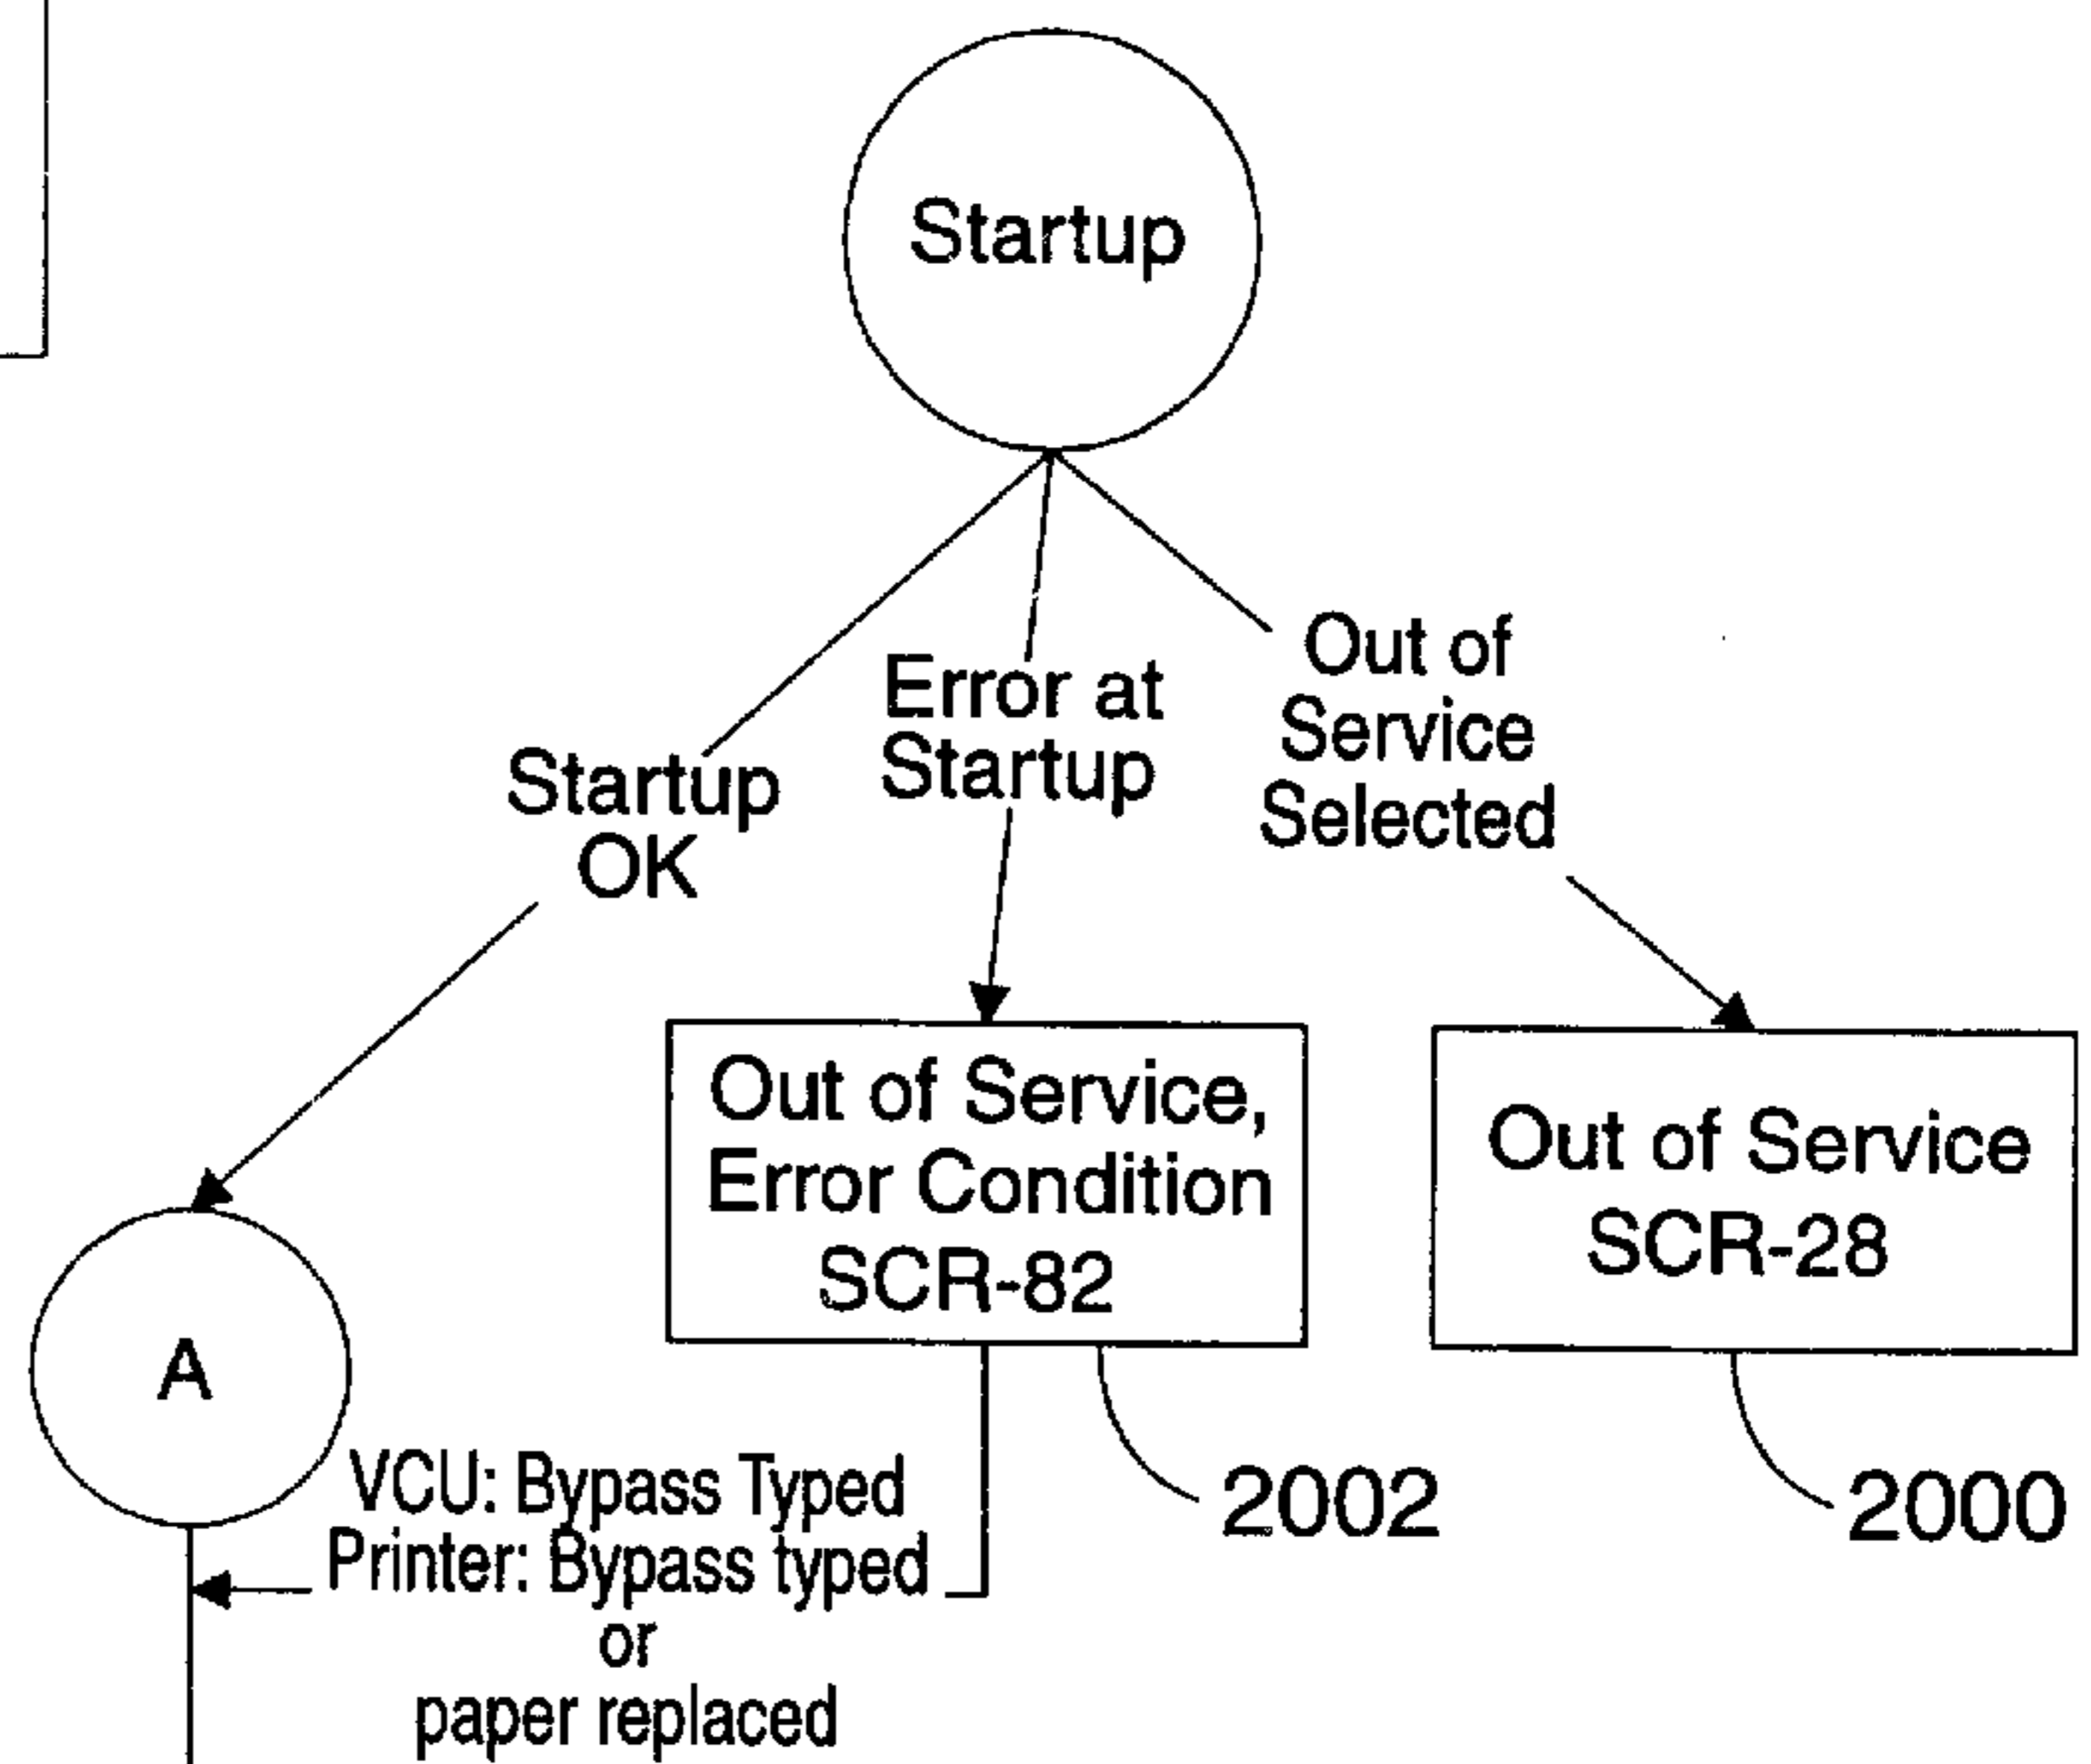 Startup
Startup
OK
Error at
Startup
Out of
Service
Selected
Out of Service,
Error Condition
SCR-82
Out of Service
SCR-28
A
VCU: Bypass Typed
Printer: Bypass typed
or
paper replaced
2002
2000